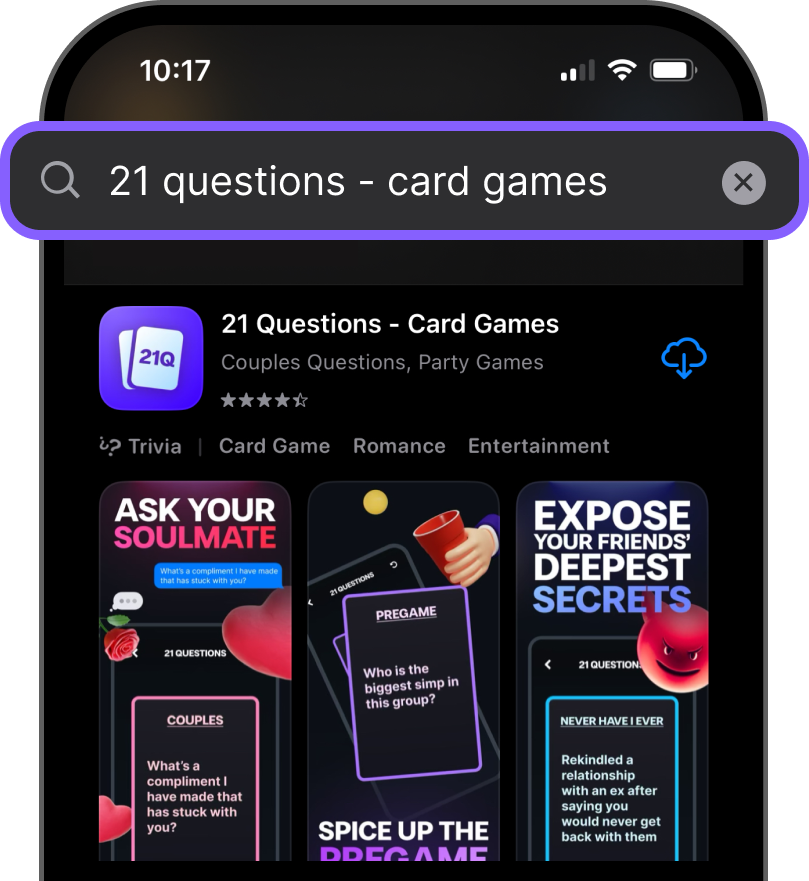 10:17
21 questions - card games
21Q
21 Questions - Card Games
Couples Questions, Party Games
Trivia | Card Game Romance Entertainment
ASK YOUR
SOULMATE
What's a compliment I have made
that has stuck with you?
21 QUESTIONS
COUPLES
What's a
compliment I
have made that
has stuck with
you?
21 QUESTIONS
PREGAME
Who is the
biggest simp in
this group?
SPICE UP THE
PREGAME
EXPOSE
YOUR FRIENDS'
DEEPEST
SECRETS
21 QUESTION
NEVER HAVE I EVER
Rekindled a
relationship
with an ex after
saying you
would never get
back with them